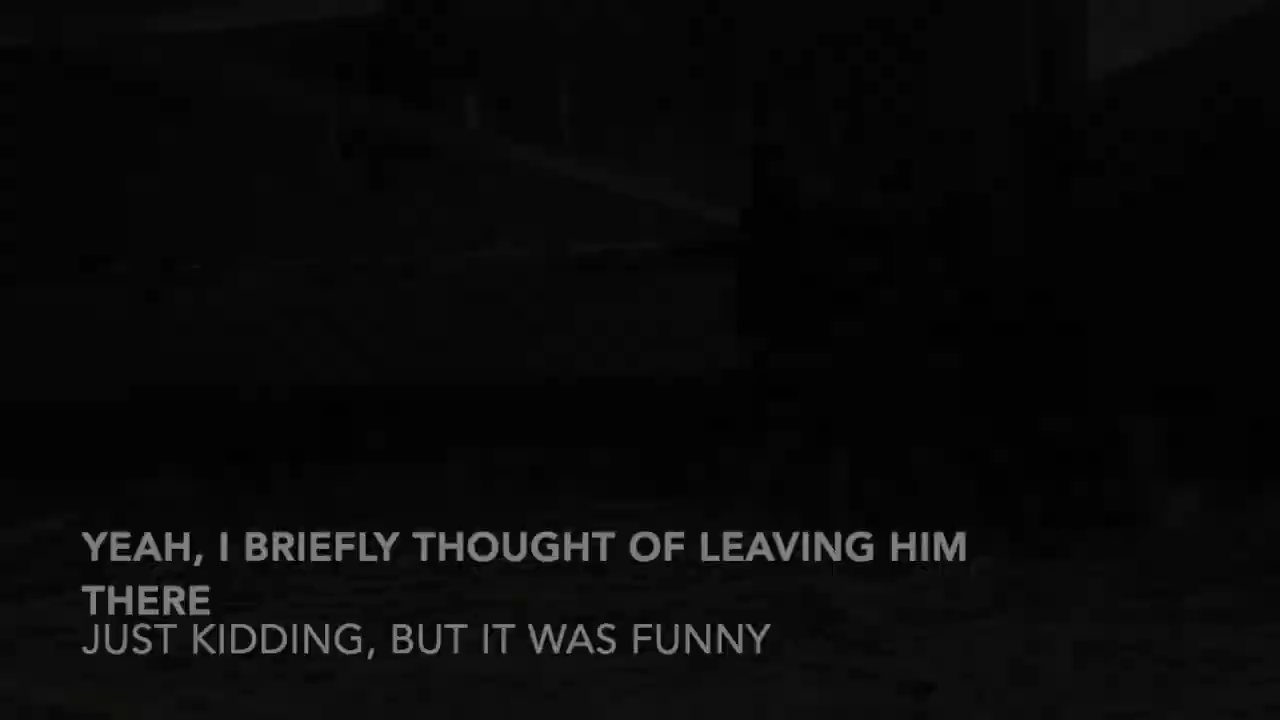 YEAH, I BRIEFLY THOUGHT OF LEAVING HIM
THERE
JUST KIDDING, BUT IT WAS FUNNY